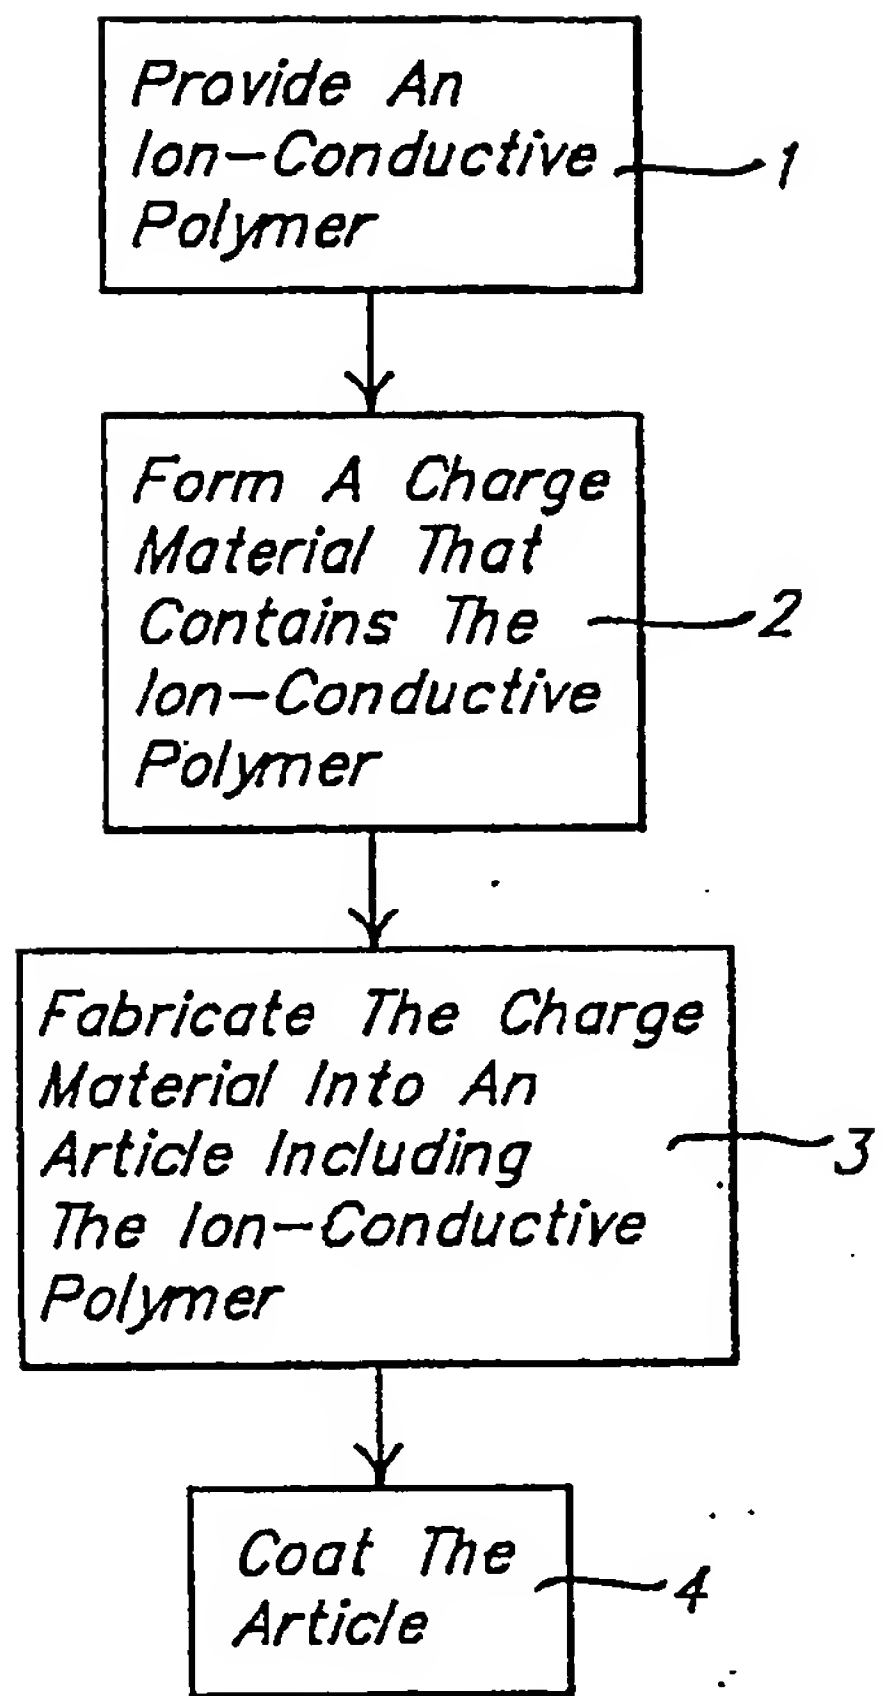 Provide An
Ion-Conductive
Polymer
1
Form A Charge
Material That
Contains The
Ion-Conductive
Polymer
2
Fabricate The Charge
Material Into An
Article Including
The Ion-Conductive
Polymer
3
Coat The
Article
4